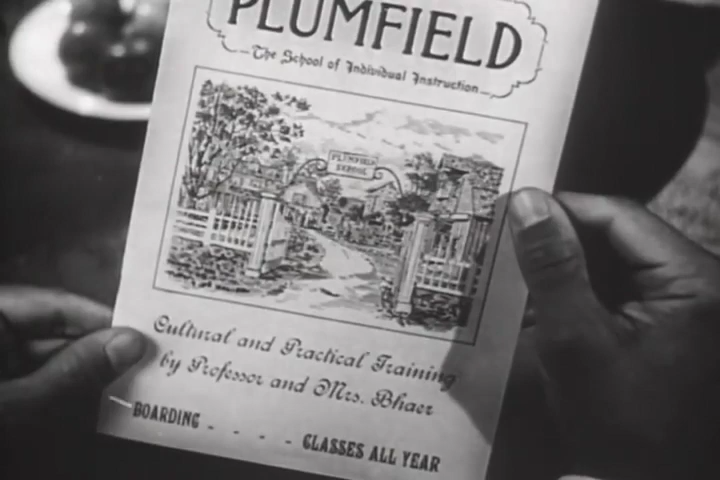 PLUMFIELD
The School of Individual Instruction
PLUMFIELD
SCHOOL
Cultural and Practical Training
by Professor and Mrs. Bhaer
BOARDING - - - - CLASSES ALL YEAR